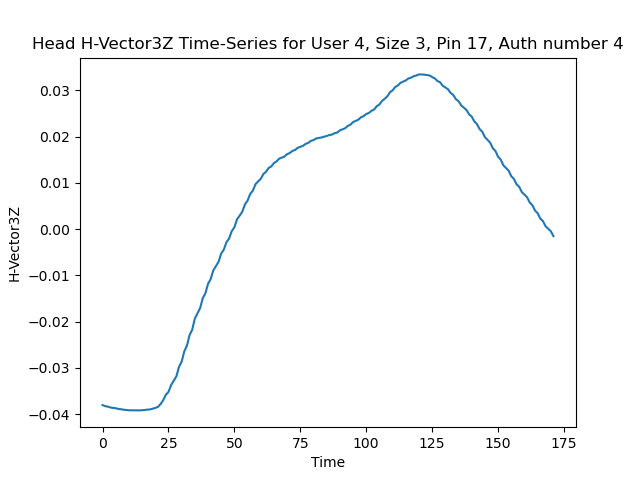 Head H-Vector3Z Time-Series for User 4, Size 3, Pin 17, Auth number 4
H-Vector3Z
0.03
0.02
0.01
0.00
−0.01
−0.02
−0.03
−0.04
0 25 50 75 100 125 150 175
Time